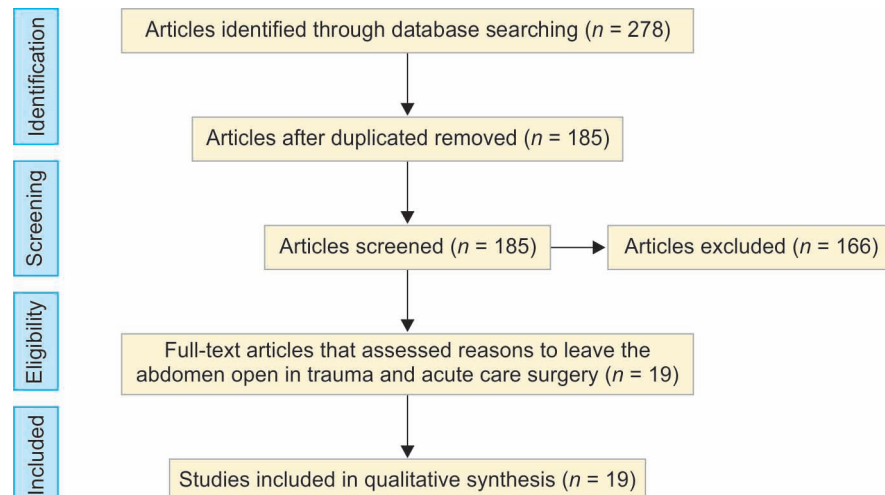 Identification
Articles identified through database searching (n = 278)
Articles after duplicated removed (n = 185)
Screening
Articles screened (n = 185)
Articles excluded (n = 166)
Eligibility
Full-text articles that assessed reasons to leave the
abdomen open in trauma and acute care surgery (n = 19)
Included
Studies included in qualitative synthesis (n = 19)